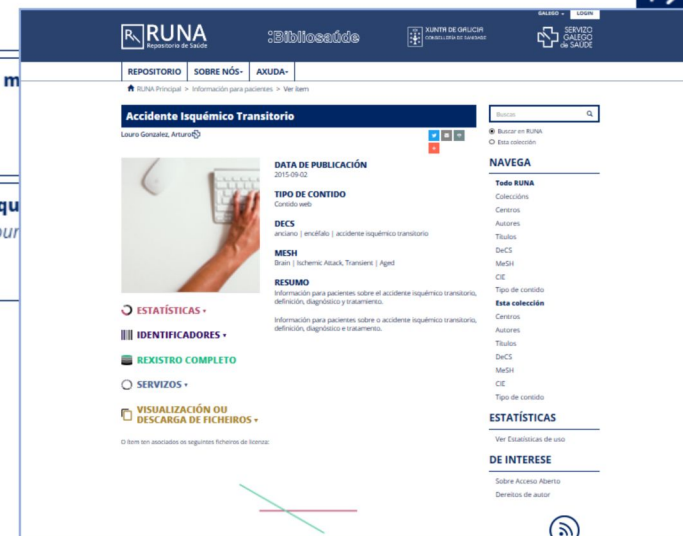 GALEGO
LOGIN
RUNA
Repositorio de Saúde
:Bibliosaúde
XUNTA DE GALICIA
CONSELLERÍA DE SANIDADE
SERVIZO
GALEGO
de SAÚDE
REPOSITORIO SOBRE NÓS AXUDA
RUNA Principal > Información para pacientes > Ver ítem
m
qu
our
Accidente Isquémico Transitorio
Louro Gonzalez, Arturo
DATA DE PUBLICACIÓN
2015-09-02
TIPO DE CONTIDO
Contido web
DECS
anciano | encéfalo | accidente isquémico transitorio
MESH
Brain | Ischemic Attack, Transient | Aged
RESUMO
Información para pacientes sobre el accidente isquémico transitorio,
definición, diagnóstico y tratamiento.
Información para pacientes sobre o accidente isquémico transitorio,
definición, diagnóstico e tratamento.
ESTATÍSTICAS
IDENTIFICADORES
REXISTRO COMPLETO
SERVIZOS
VISUALIZACIÓN OU
DESCARGA DE FICHEIROS
O ítem ten asociados os seguintes ficheiros de licenza:
Buscas
Buscar en RUNA
Esta colección
NAVEGA
Todo RUNA
Coleccións
Centros
Autores
Títulos
DeCS
MeSH
CIE
Tipo de contido
Esta colección
Centros
Autores
Títulos
DeCS
MeSH
CIE
Tipo de contido
ESTATÍSTICAS
Ver Estatísticas de uso
DE INTERESE
Sobre Acceso Aberto
Dereitos de autor